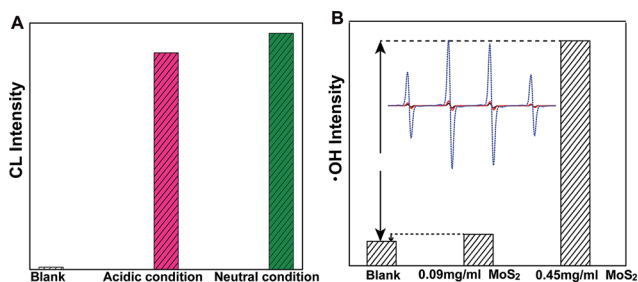 A
CL Intensity
Blank Acidic condition Neutral condition
B
•OH Intensity
Blank 0.09mg/ml MoS₂ 0.45mg/ml MoS₂